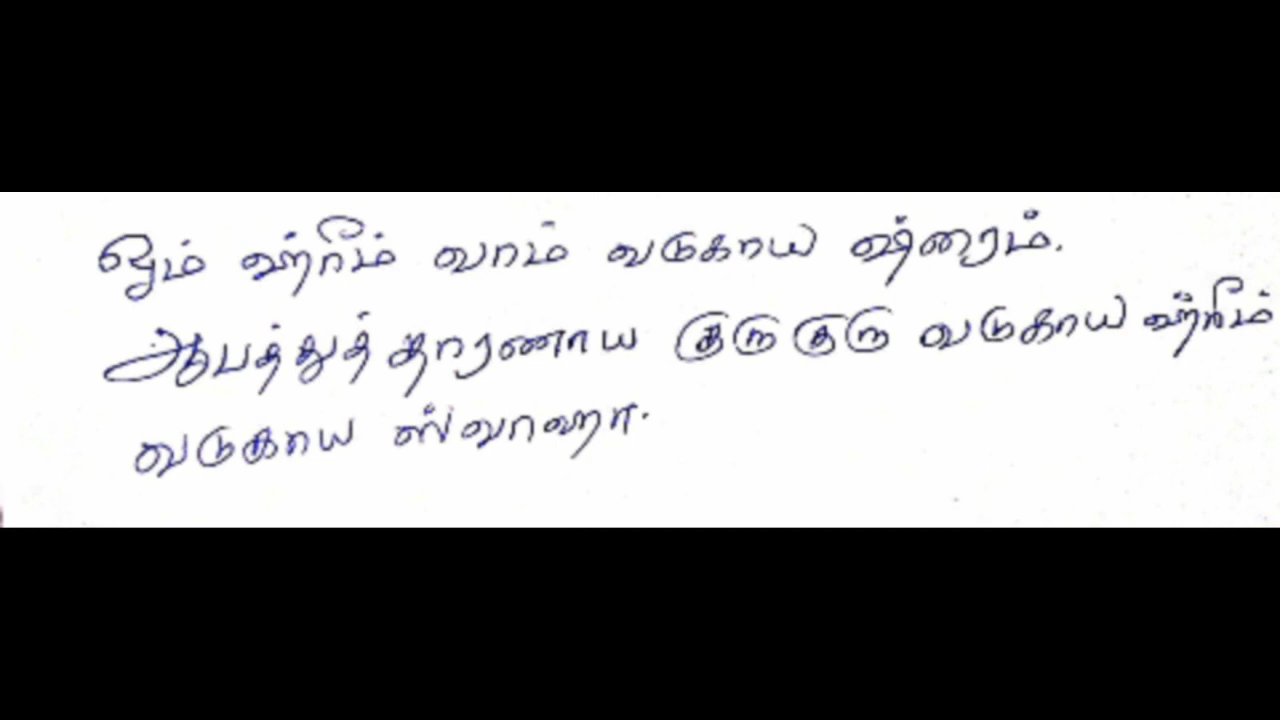 ஓம் ஹ்ரீம் வாம் வடுகாய ஷ்ரைம்.
ஆபத்துத் தாரணாய குருகுரு வடுகாய ஹ்ரீம்
வடுகாய ஸ்வாஹா.